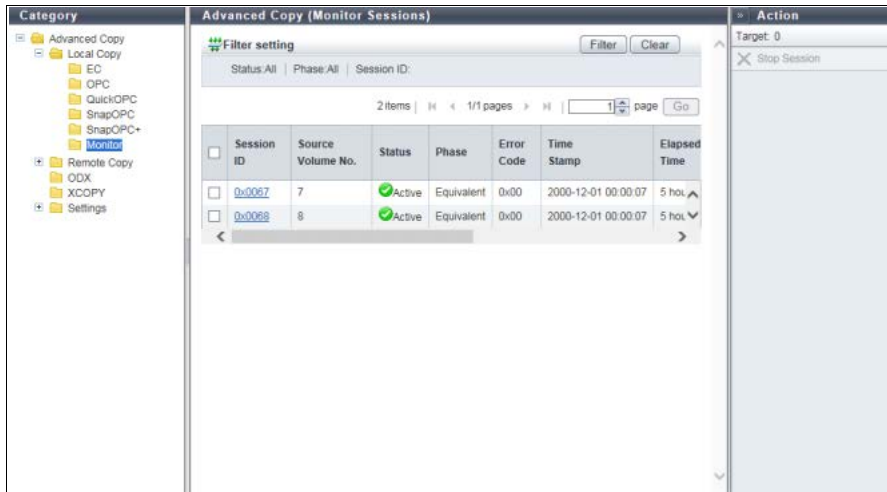 Category
Advanced Copy
Local Copy
EC
OPC
QuickOPC
SnapOPC
SnapOPC+
Monitor
Remote Copy
ODX
XCOPY
Settings
Advanced Copy (Monitor Sessions)
Filter setting
Filter Clear
Status:All | Phase:All | Session ID:
2 items | 1/1 pages | 1 page Go
Session ID Source Volume No. Status Phase Error Code Time Stamp Elapsed Time
0x0067 7 Active Equivalent 0x00 2000-12-01 00:00:07 5 hou
0x0068 8 Active Equivalent 0x00 2000-12-01 00:00:07 5 hou
» Action
Target: 0
Stop Session